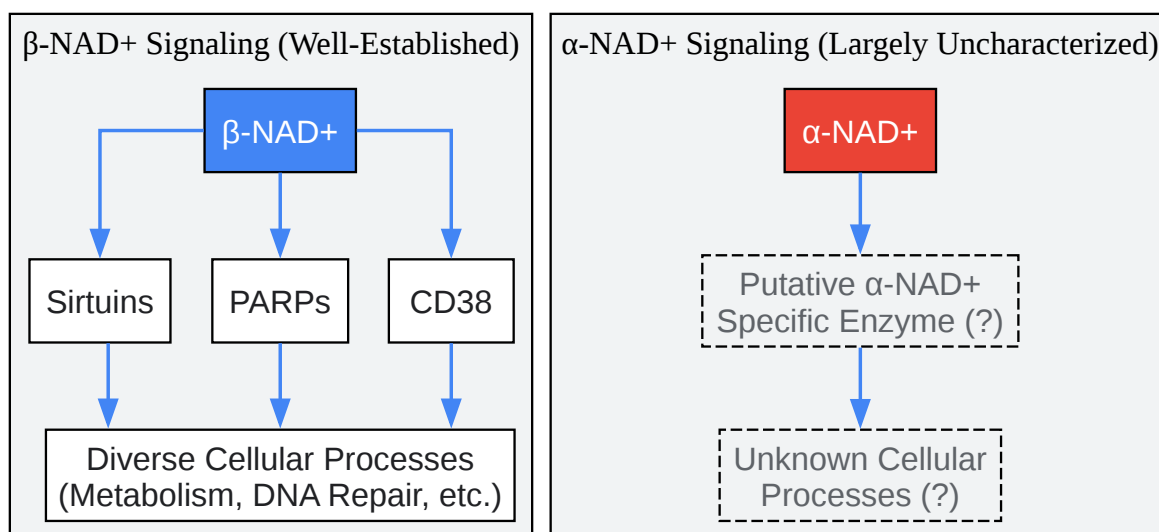 β-NAD+ Signaling (Well-Established)
β-NAD+
Sirtuins
PARPs
CD38
Diverse Cellular Processes
(Metabolism, DNA Repair, etc.)
α-NAD+ Signaling (Largely Uncharacterized)
α-NAD+
Putative α-NAD+
Specific Enzyme (?)
Unknown Cellular
Processes (?)